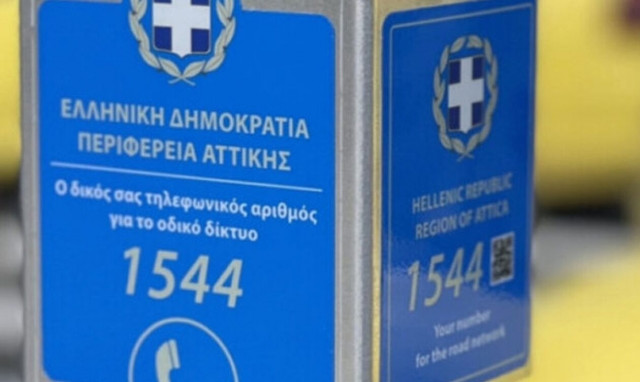 ΕΛΛΗΝΙΚΗ ΔΗΜΟΚΡΑΤΙΑ
ΠΕΡΙΦΕΡΕΙΑ ΑΤΤΙΚΗΣ
Ο δικός σας τηλεφωνικός αριθμός
για το οδικό δίκτυο
1544
HELLENIC REPUBLIC
REGION OF ATTICA
1544
Your number
for the road network